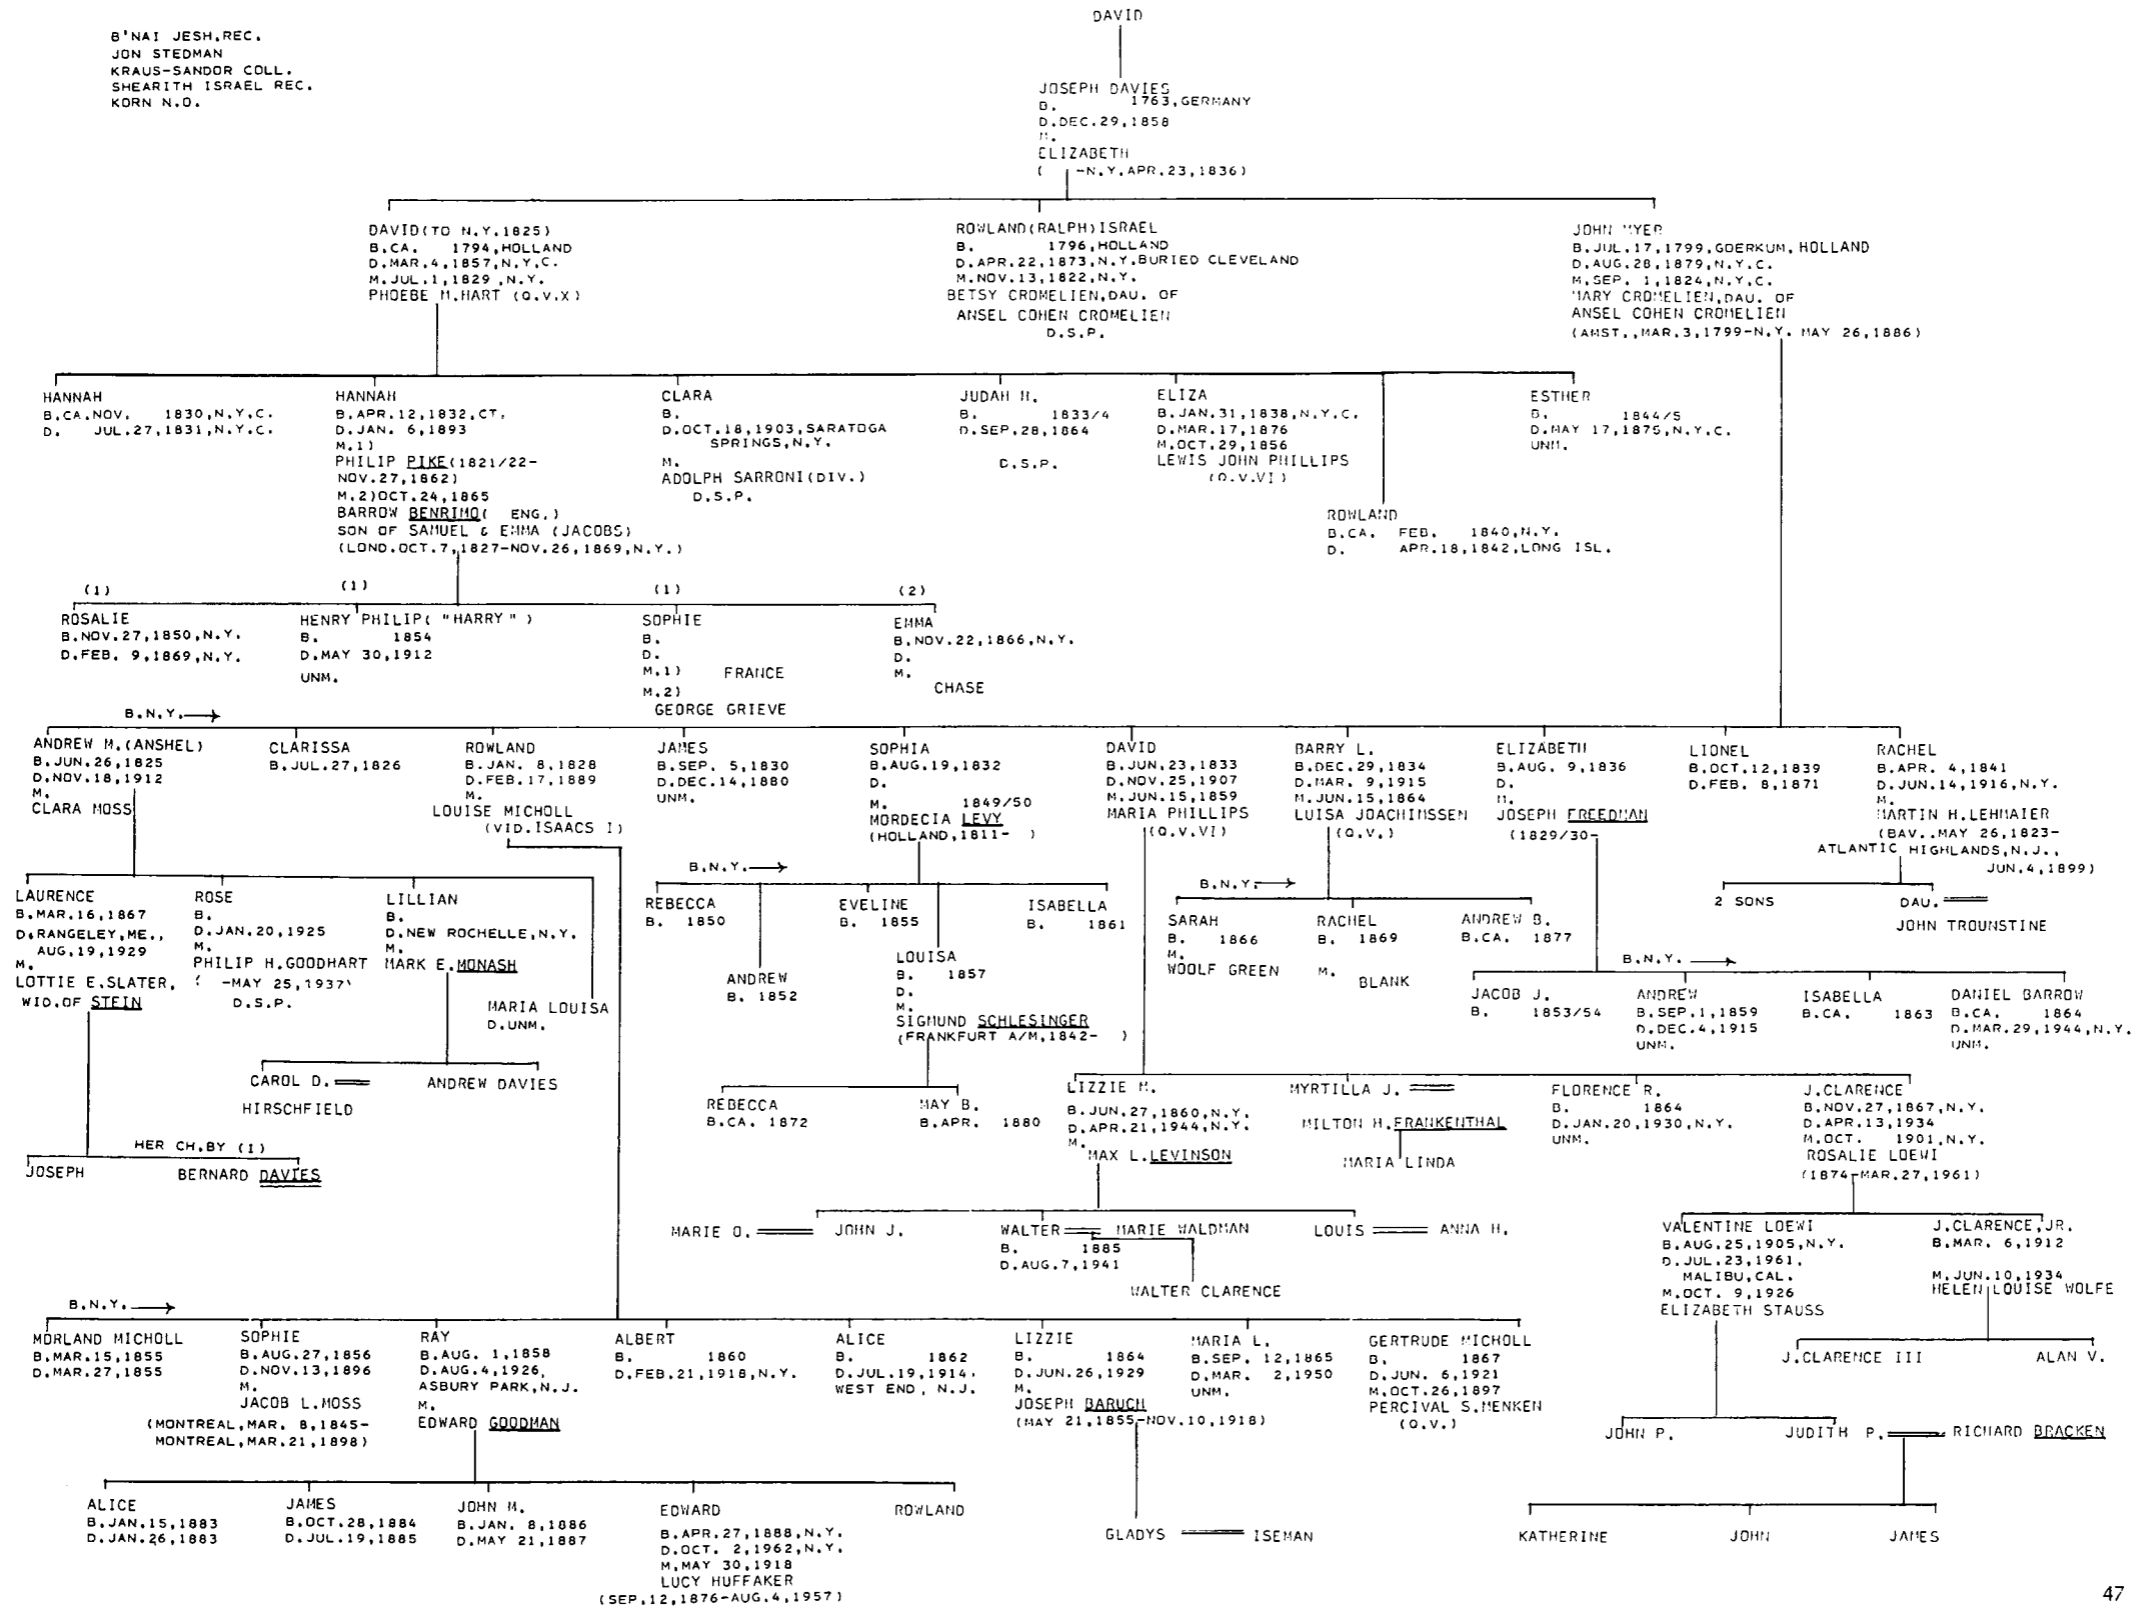 B'NAI JESH.REC.
JON STEDMAN
KRAUS-SANDOR COLL.
SHEARITH ISRAEL REC.
KORN N.O.
DAVID
JOSEPH DAVIES
B. 1763,GERMANY
D.DEC.29,1858
M.
ELIZABETH
( -N.Y.APR.23,1836)
DAVID(TO N.Y.1825)
B.CA. 1794,HOLLAND
D.MAR.4,1857,N.Y.C.
M.JUL.1,1829 ,N.Y.
PHOEBE M.HART (Q.V.X)
ROWLAND(RALPH)ISRAEL
B. 1796,HOLLAND
D.APR.22,1873,N.Y.BURIED CLEVELAND
M.NOV.13,1822,N.Y.
BETSY CROMELIEN,DAU. OF
ANSEL COHEN CROMELIEN
D.S.P.
JOHN MYER
B.JUL.17,1799,GOERKUM,HOLLAND
D.AUG.28,1879,N.Y.C.
M.SEP. 1,1824,N.Y.C.
MARY CROMELIEN,DAU. OF
ANSEL COHEN CROMELIEN
(AMST.,MAR.3,1799-N.Y. MAY 26,1886)
HANNAH
B.CA.NOV. 1830,N.Y.C.
D. JUL.27,1831,N.Y.C.
HANNAH
B.APR.12,1832,CT.
D.JAN. 6,1893
M.1)
PHILIP PIKE(1821/22-
NOV.27,1862)
M.2)OCT.24,1865
BARROW BENRIMO( ENG.)
SON OF SAMUEL & EMMA (JACOBS)
(LOND.OCT.7,1827-NOV.26,1869,N.Y.)
CLARA
B.
D.OCT.18,1903,SARATOGA
SPRINGS,N.Y.
M.
ADOLPH SARRONI(DIV.)
D.S.P.
JUDAH H.
B. 1833/4
D.SEP.28,1864
D.S.P.
ELIZA
B.JAN.31,1838,N.Y.C.
D.MAR.17,1876
M.OCT.29,1856
LEWIS JOHN PHILLIPS
(Q.V.VI)
ROWLAND
B.CA. FEB. 1840,N.Y.
D. APR.18,1842,LONG ISL.
ESTHER
B. 1844/5
D.MAY 17,1875,N.Y.C.
UNM.
(1)
ROSALIE
B.NOV.27,1850,N.Y.
D.FEB. 9,1869,N.Y.
(1)
HENRY PHILIP( "HARRY" )
B. 1854
D.MAY 30,1912
UNM.
(1)
SOPHIE
B.
D.
M.1) FRANCE
M.2)
GEORGE GRIEVE
(2)
EMMA
B.NOV.22,1866,N.Y.
D.
M.
CHASE
B.N.Y.→
ANDREW M.(ANSHEL)
B.JUN.26,1825
D.NOV.18,1912
M.
CLARA MOSS
CLARISSA
B.JUL.27,1826
ROWLAND
B.JAN. 8,1828
D.FEB.17,1889
M.
LOUISE MICHOLL
(VID.ISAACS I)
JAMES
B.SEP. 5,1830
D.DEC.14,1880
UNM.
SOPHIA
B.AUG.19,1832
D.
M. 1849/50
MORDECIA LEVY
(HOLLAND,1811- )
DAVID
B.JUN.23,1833
D.NOV.25,1907
M.JUN.15,1859
MARIA PHILLIPS
(Q.V.VI)
BARRY L.
B.DEC.29,1834
D.MAR. 9,1915
M.JUN.15,1864
LUISA JOACHIMSSEN
(Q.V.)
ELIZABETH
B.AUG. 9,1836
D.
M.
JOSEPH FREEDMAN
(1829/30-
LIONEL
B.OCT.12,1839
D.FEB. 8,1871
RACHEL
B.APR. 4,1841
D.JUN.14,1916,N.Y.
M.
MARTIN H.LEHMAIER
(BAV..MAY 26,1823-
ATLANTIC HIGHLANDS,N.J..
JUN.4,1899)
LAURENCE
B.MAR.16,1867
D.RANGELEY,ME.,
AUG.19,1929
M.
LOTTIE E.SLATER,
WID.OF STEIN
ROSE
B.
D.JAN.20,1925
M.
PHILIP H.GOODHART
( -MAY 25,1937)
D.S.P.
LILLIAN
B.
D.NEW ROCHELLE,N.Y.
M.
MARK E.MONASH
MARIA LOUISA
D.UNM.
B.N.Y.→
REBECCA
B. 1850
ANDREW
B. 1852
EVELINE
B. 1855
LOUISA
B. 1857
D.
M.
SIGMUND SCHLESINGER
(FRANKFURT A/M,1842- )
ISABELLA
B. 1861
B.N.Y.→
SARAH
B. 1866
M.
WOOLF GREEN
RACHEL
B. 1869
M. BLANK
ANDREW B.
B.CA. 1877
2 SONS
DAU.
JOHN TROUNSTINE
B.N.Y.→
JACOB J.
B. 1853/54
ANDREW
B.SEP.1,1859
D.DEC.4,1915
UNM.
ISABELLA
B.CA. 1863
DANIEL BARROW
B.CA. 1864
D.MAR.29,1944,N.Y.
UNM.
CAROL D.
HIRSCHFIELD
ANDREW DAVIES
REBECCA
B.CA. 1872
MAY B.
B.APR. 1880
LIZZIE M.
B.JUN.27,1860,N.Y.
D.APR.21,1944,N.Y.
M.
MAX L.LEVINSON
MYRTILLA J.
MILTON H.FRANKENTHAL
MARIA LINDA
FLORENCE R.
B. 1864
D.JAN.20,1930,N.Y.
UNM.
J.CLARENCE
B.NOV.27,1867,N.Y.
D.APR.13,1934
M.OCT. 1901,N.Y.
ROSALIE LOEWI
(1874-MAR.27,1961)
HER CH.BY (1)
JOSEPH
BERNARD DAVIES
MARIE O.
JOHN J.
WALTER
B. 1885
D.AUG.7,1941
MARIE WALDMAN
WALTER CLARENCE
LOUIS
ANNA H.
VALENTINE LOEWI
B.AUG.25,1905,N.Y.
D.JUL.23,1961,
MALIBU,CAL.
M.OCT. 9,1926
ELIZABETH STAUSS
J.CLARENCE,JR.
B.MAR. 6,1912
M.JUN.10,1934
HELEN LOUISE WOLFE
B.N.Y.→
MORLAND MICHOLL
B.MAR.15,1855
D.MAR.27,1855
SOPHIE
B.AUG.27,1856
D.NOV.13,1896
M.
JACOB L.MOSS
(MONTREAL,MAR. 8,1845-
MONTREAL,MAR.21,1898)
RAY
B.AUG. 1,1858
D.AUG.4,1926,
ASBURY PARK,N.J.
M.
EDWARD GOODMAN
ALBERT
B. 1860
D.FEB.21,1918,N.Y.
ALICE
B. 1862
D.JUL.19,1914.
WEST END, N.J.
LIZZIE
B. 1864
D.JUN.26,1929
M.
JOSEPH BARUCH
(MAY 21,1855-NOV.10,1918)
MARIA L.
B.SEP. 12,1865
D.MAR. 2,1950
UNM.
GERTRUDE MICHOLL
B. 1867
D.JUN. 6,1921
M.OCT.26,1897
PERCIVAL S.MENKEN
(Q.V.)
J.CLARENCE III
ALAN V.
JOHN P.
JUDITH P.
RICHARD BRACKEN
ALICE
B.JAN.15,1883
D.JAN.26,1883
JAMES
B.OCT.28,1884
D.JUL.19,1885
JOHN M.
B.JAN. 8,1886
D.MAY 21,1887
EDWARD
B.APR.27,1888,N.Y.
D.OCT. 2,1962,N.Y.
M.MAY 30,1918
LUCY HUFFAKER
(SEP.12,1876-AUG.4,1957)
ROWLAND
GLADYS
ISEMAN
KATHERINE
JOHN
JAMES
47